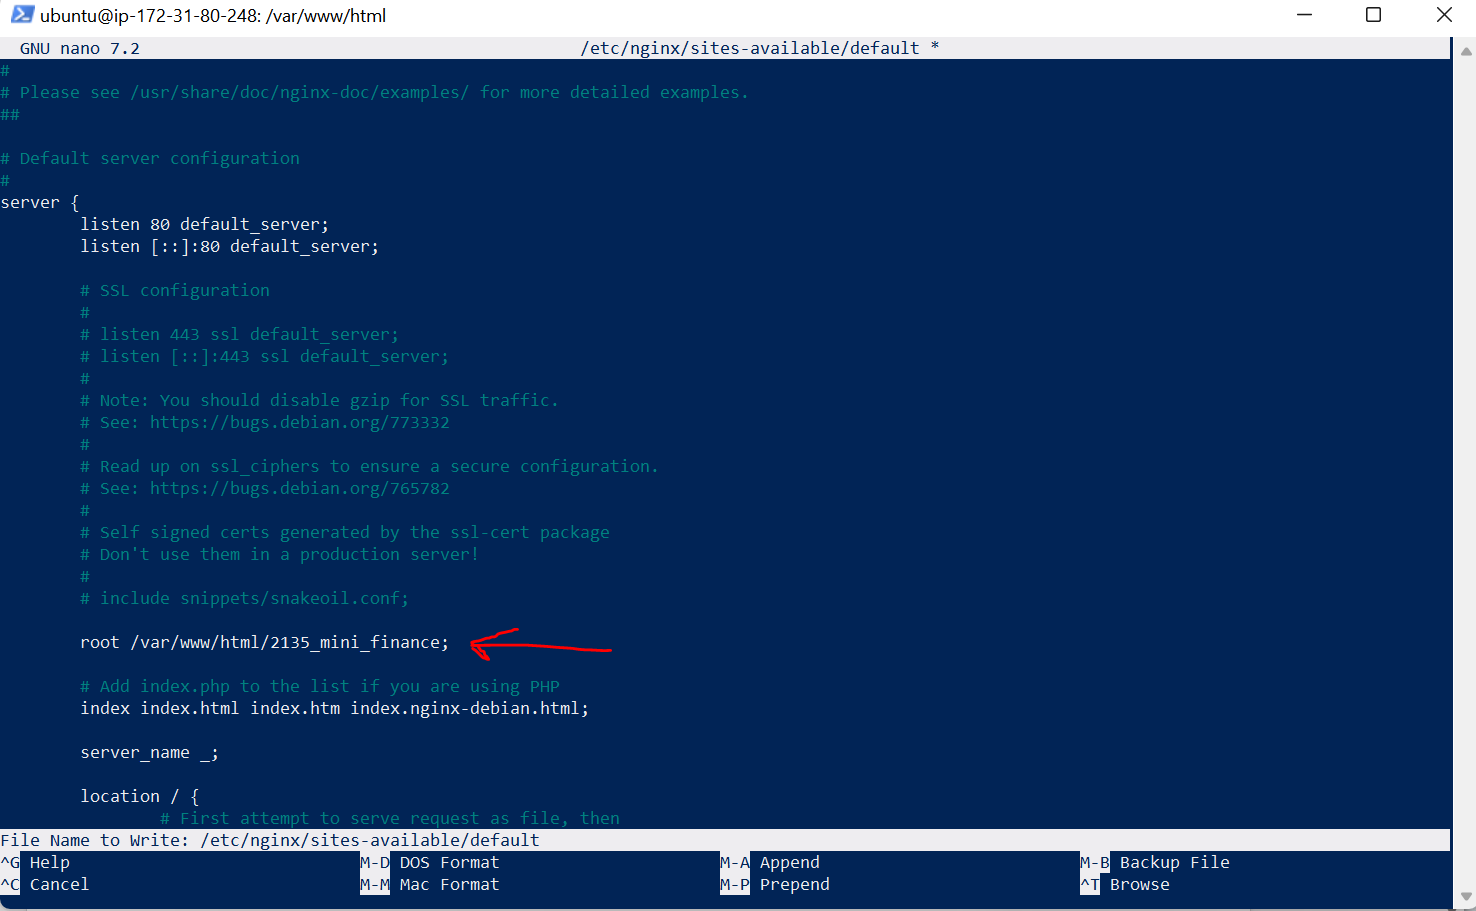 ubuntu@ip-172-31-80-248: /var/www/html
GNU nano 7.2 /etc/nginx/sites-available/default *
#
# Please see /usr/share/doc/nginx-doc/examples/ for more detailed examples.
##
# Default server configuration
#
server {
listen 80 default_server;
listen [::]:80 default_server;
# SSL configuration
#
# listen 443 ssl default_server;
# listen [::]:443 ssl default_server;
#
# Note: You should disable gzip for SSL traffic.
# See: https://bugs.debian.org/773332
#
# Read up on ssl_ciphers to ensure a secure configuration.
# See: https://bugs.debian.org/765782
#
# Self signed certs generated by the ssl-cert package
# Don't use them in a production server!
#
# include snippets/snakeoil.conf;
root /var/www/html/2135_mini_finance;
# Add index.php to the list if you are using PHP
index index.html index.htm index.nginx-debian.html;
server_name _;
location / {
# First attempt to serve request as file, then
File Name to Write: /etc/nginx/sites-available/default
^G Help M-D DOS Format M-A Append M-B Backup File
^C Cancel M-M Mac Format M-P Prepend ^T Browse